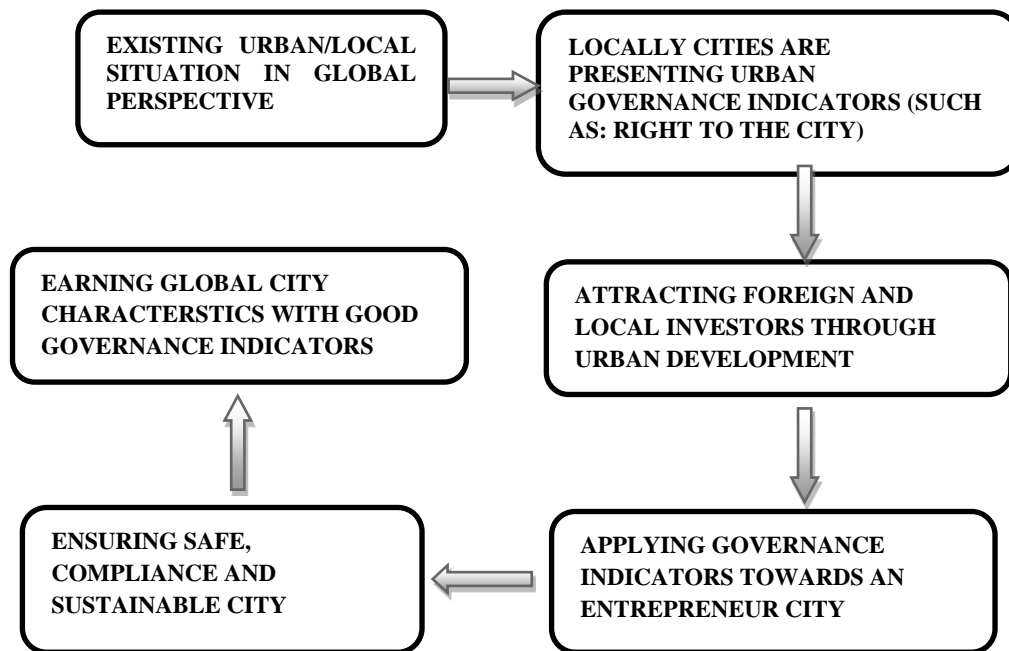 EXISTING URBAN/LOCAL
SITUATION IN GLOBAL
PERSPECTIVE
LOCALLY CITIES ARE
PRESENTING URBAN
GOVERNANCE INDICATORS (SUCH
AS: RIGHT TO THE CITY)
ATTRACTING FOREIGN AND
LOCAL INVESTORS THROUGH
URBAN DEVELOPMENT
APPLYING GOVERNANCE
INDICATORS TOWARDS AN
ENTREPRENEUR CITY
ENSURING SAFE,
COMPLIANCE AND
SUSTAINABLE CITY
EARNING GLOBAL CITY
CHARACTERSTICS WITH GOOD
GOVERNANCE INDICATORS